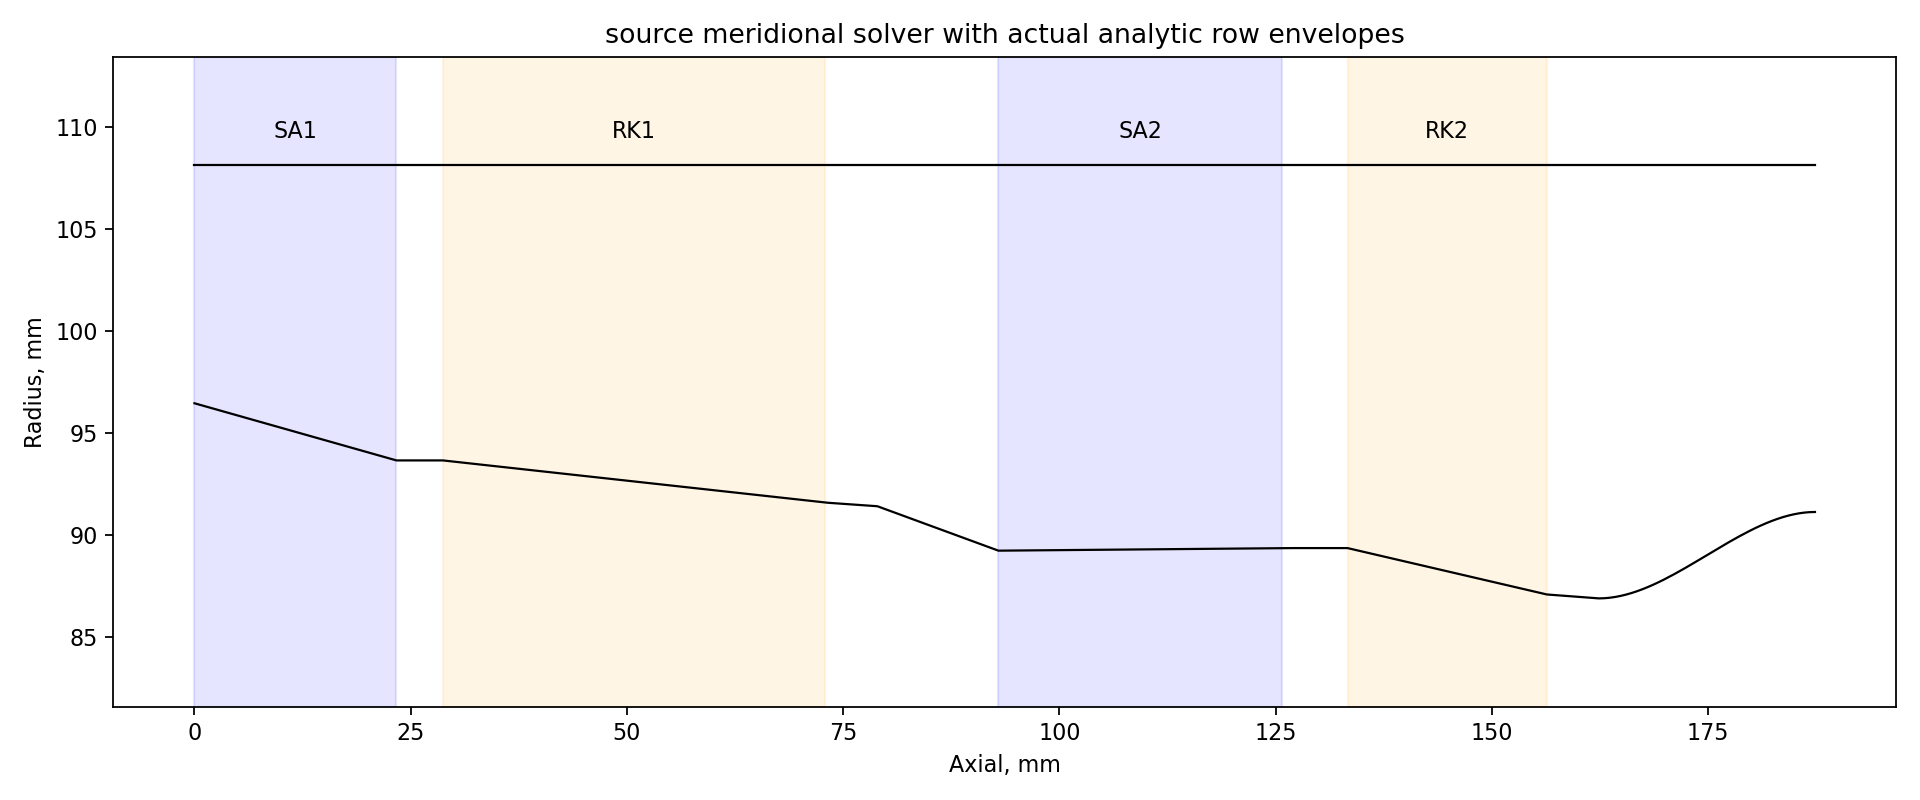 source meridional solver with actual analytic row envelopes
SA1 RK1 SA2 RK2
110
105
100
95
90
85
Radius, mm
0 25 50 75 100 125 150 175
Axial, mm